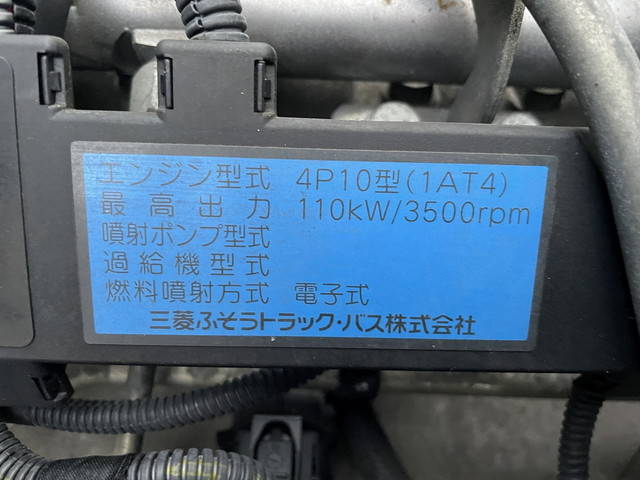 エンジン型式 4P10型(1AT4)
最高出力 110kW/3500rpm
噴射ポンプ型式
過給機型式
燃料噴射方式 電子式
三菱ふそうトラック・バス株式会社